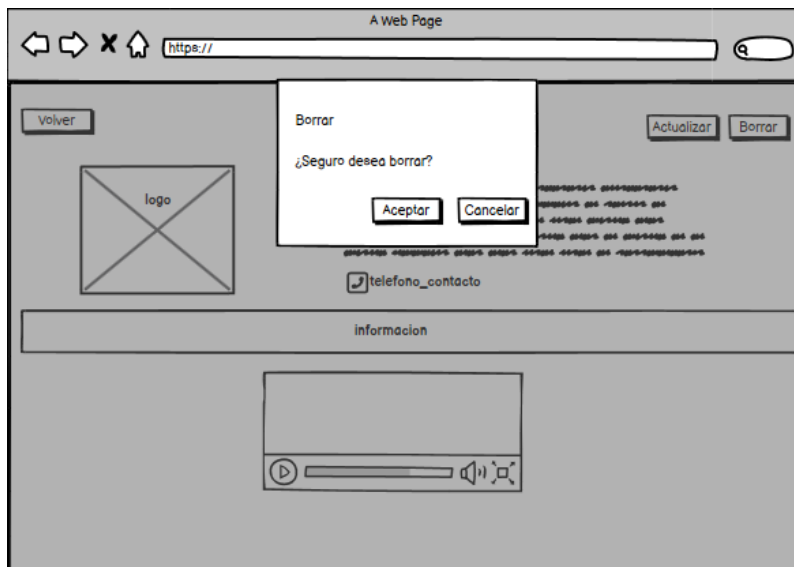 A Web Page
https://
Volver
Borrar
¿Seguro desea borrar?
Aceptar
Cancelar
Actualizar
Borrar
logo
telefono_contacto
informacion